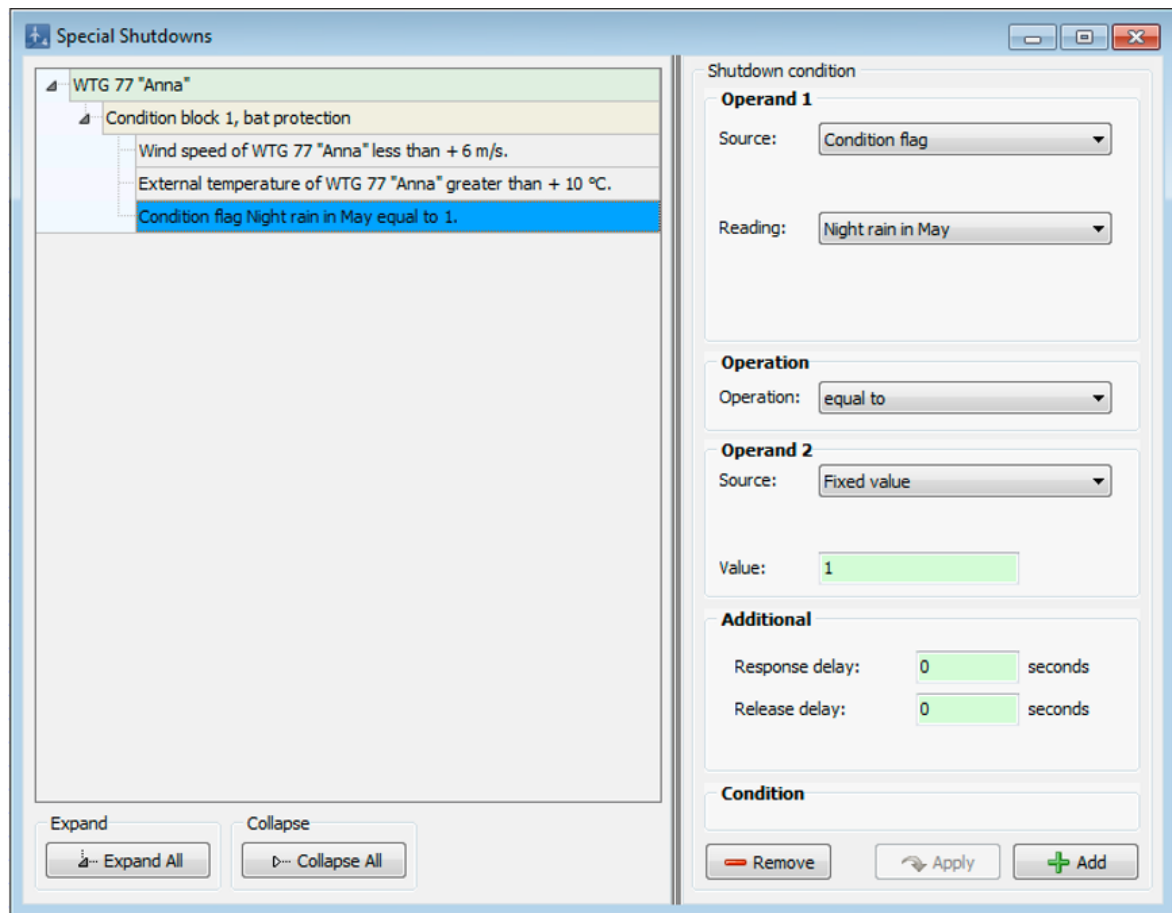 Special Shutdowns
WTG 77 "Anna"
Condition block 1, bat protection
Wind speed of WTG 77 "Anna" less than + 6 m/s.
External temperature of WTG 77 "Anna" greater than + 10 ºC.
Condition flag Night rain in May equal to 1.
Expand
Expand All
Collapse
Collapse All
Shutdown condition
Operand 1
Source: Condition flag
Reading: Night rain in May
Operation
Operation: equal to
Operand 2
Source: Fixed value
Value: 1
Additional
Response delay: 0 seconds
Release delay: 0 seconds
Condition
Remove Apply Add